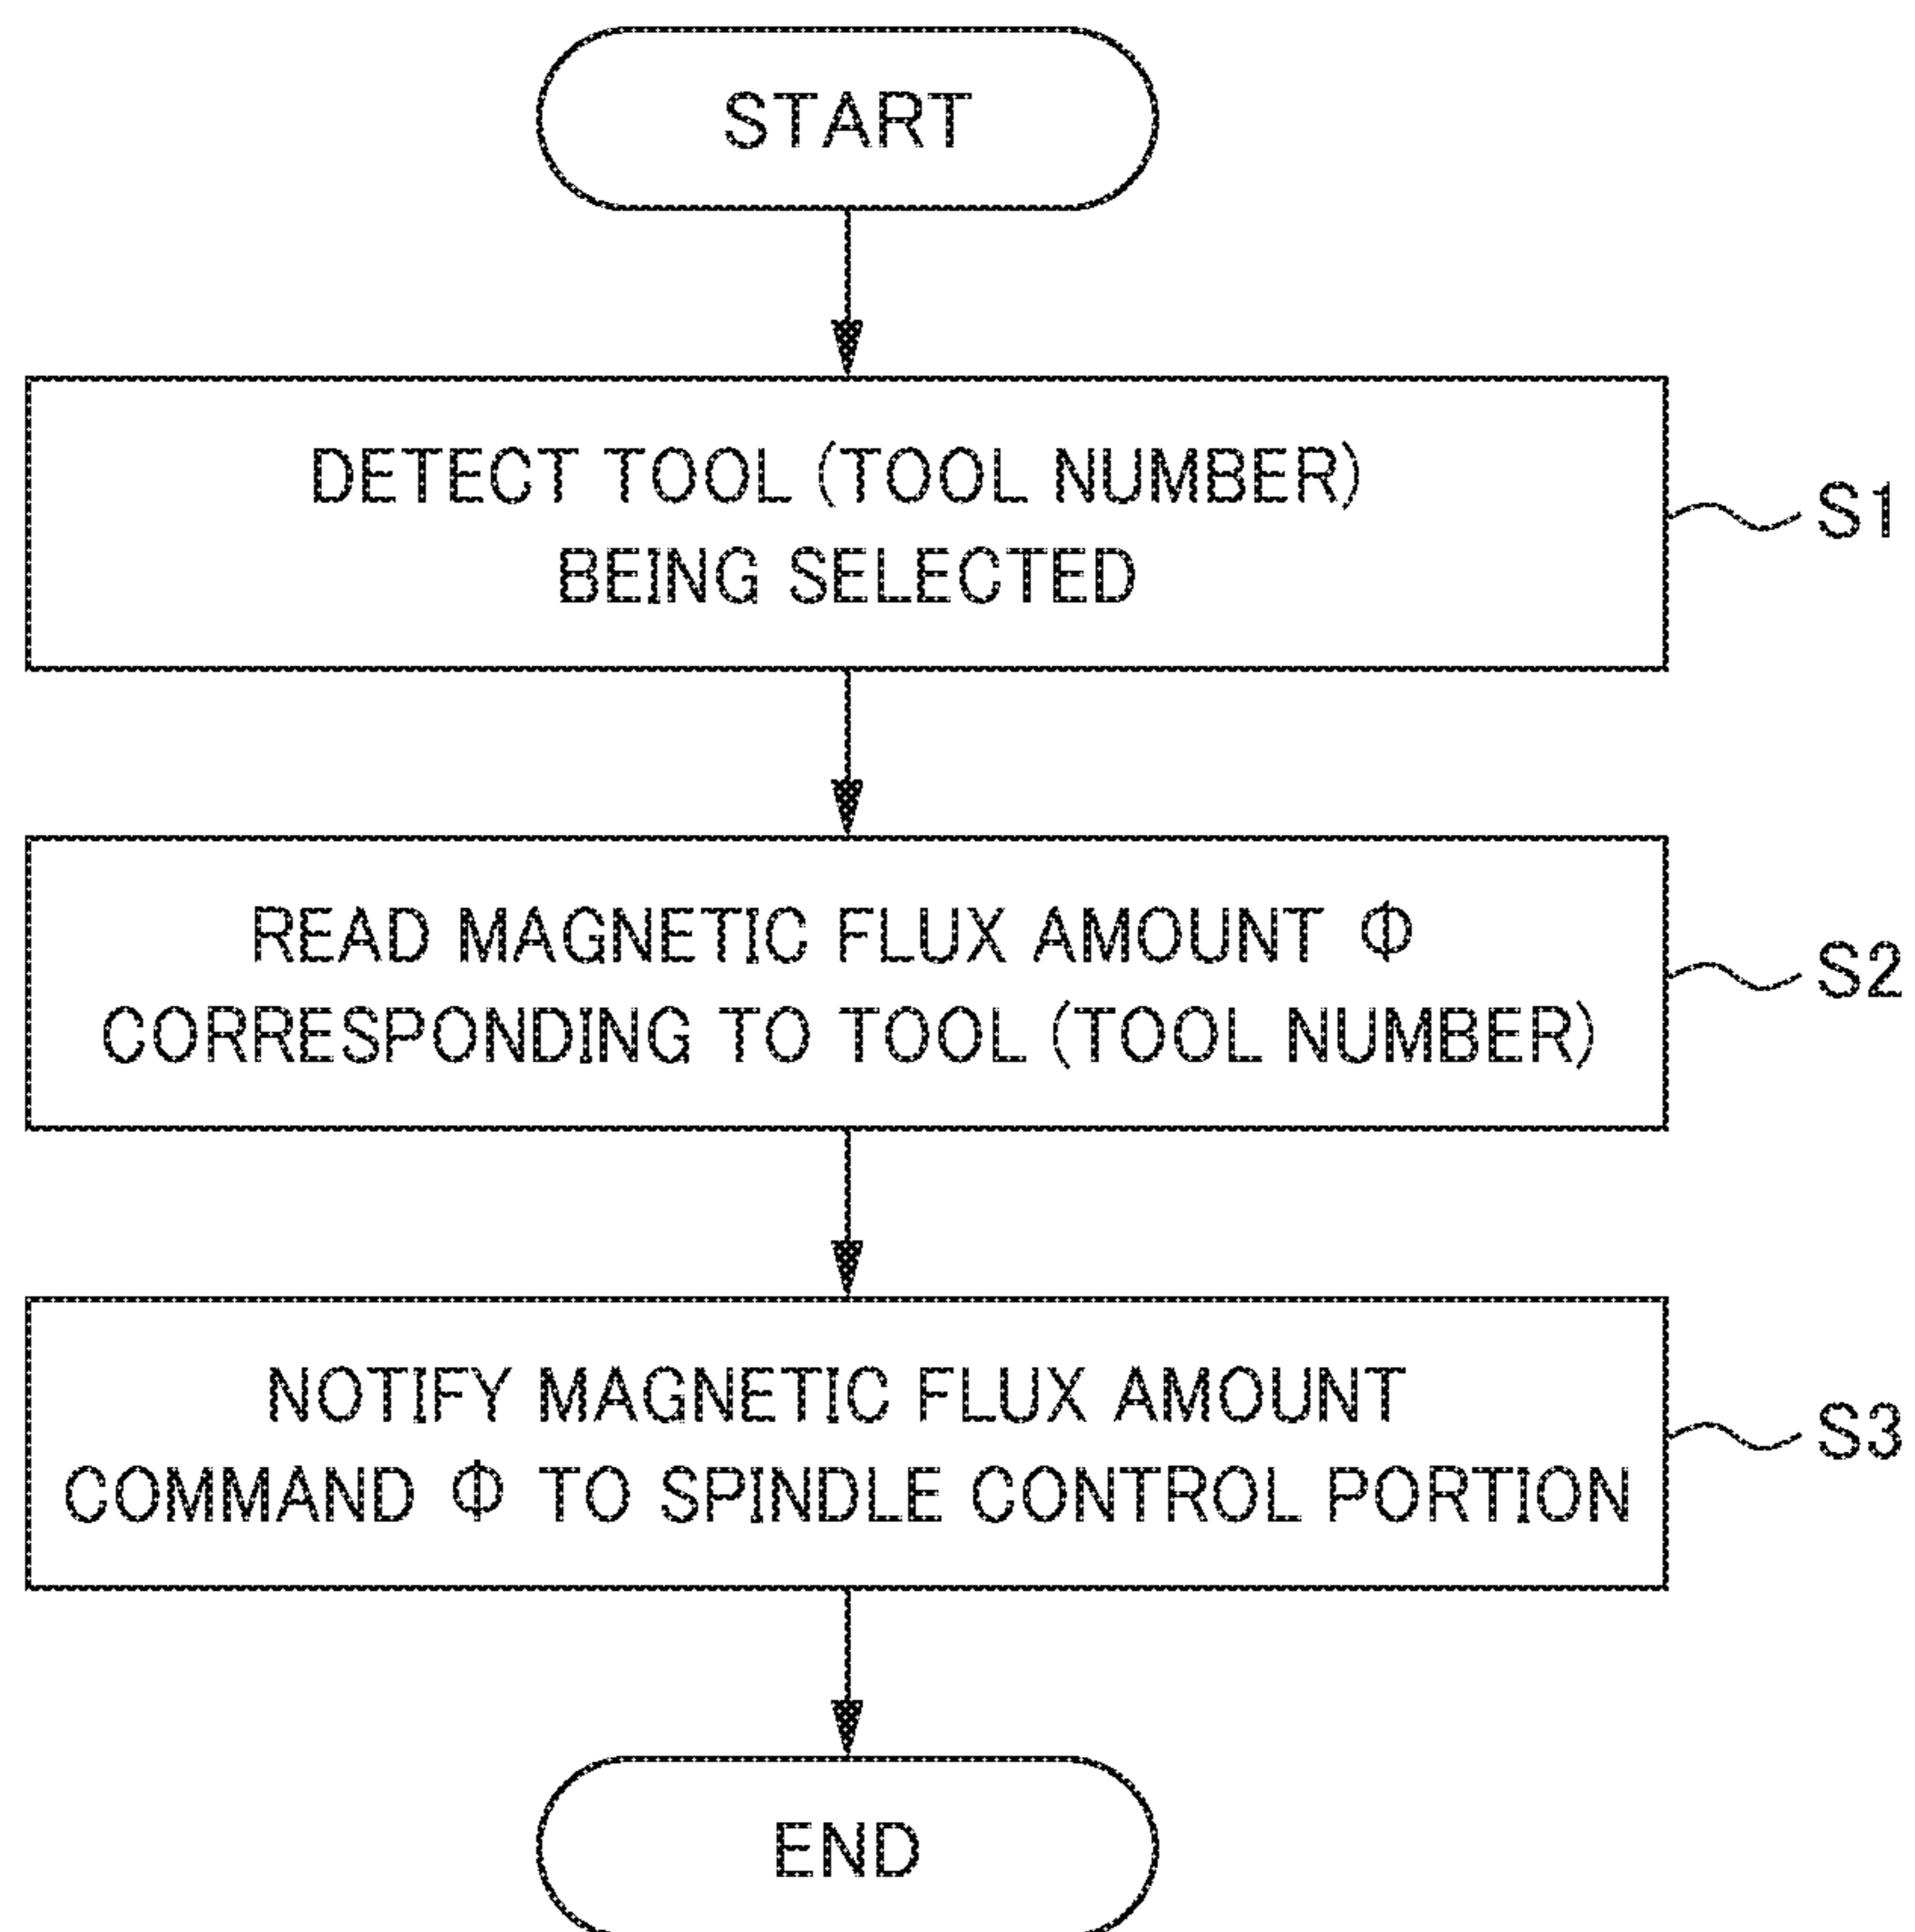 START
DETECT TOOL (TOOL NUMBER)
BEING SELECTED
S1
READ MAGNETIC FLUX AMOUNT Φ
CORRESPONDING TO TOOL (TOOL NUMBER)
S2
NOTIFY MAGNETIC FLUX AMOUNT
COMMAND Φ TO SPINDLE CONTROL PORTION
S3
END